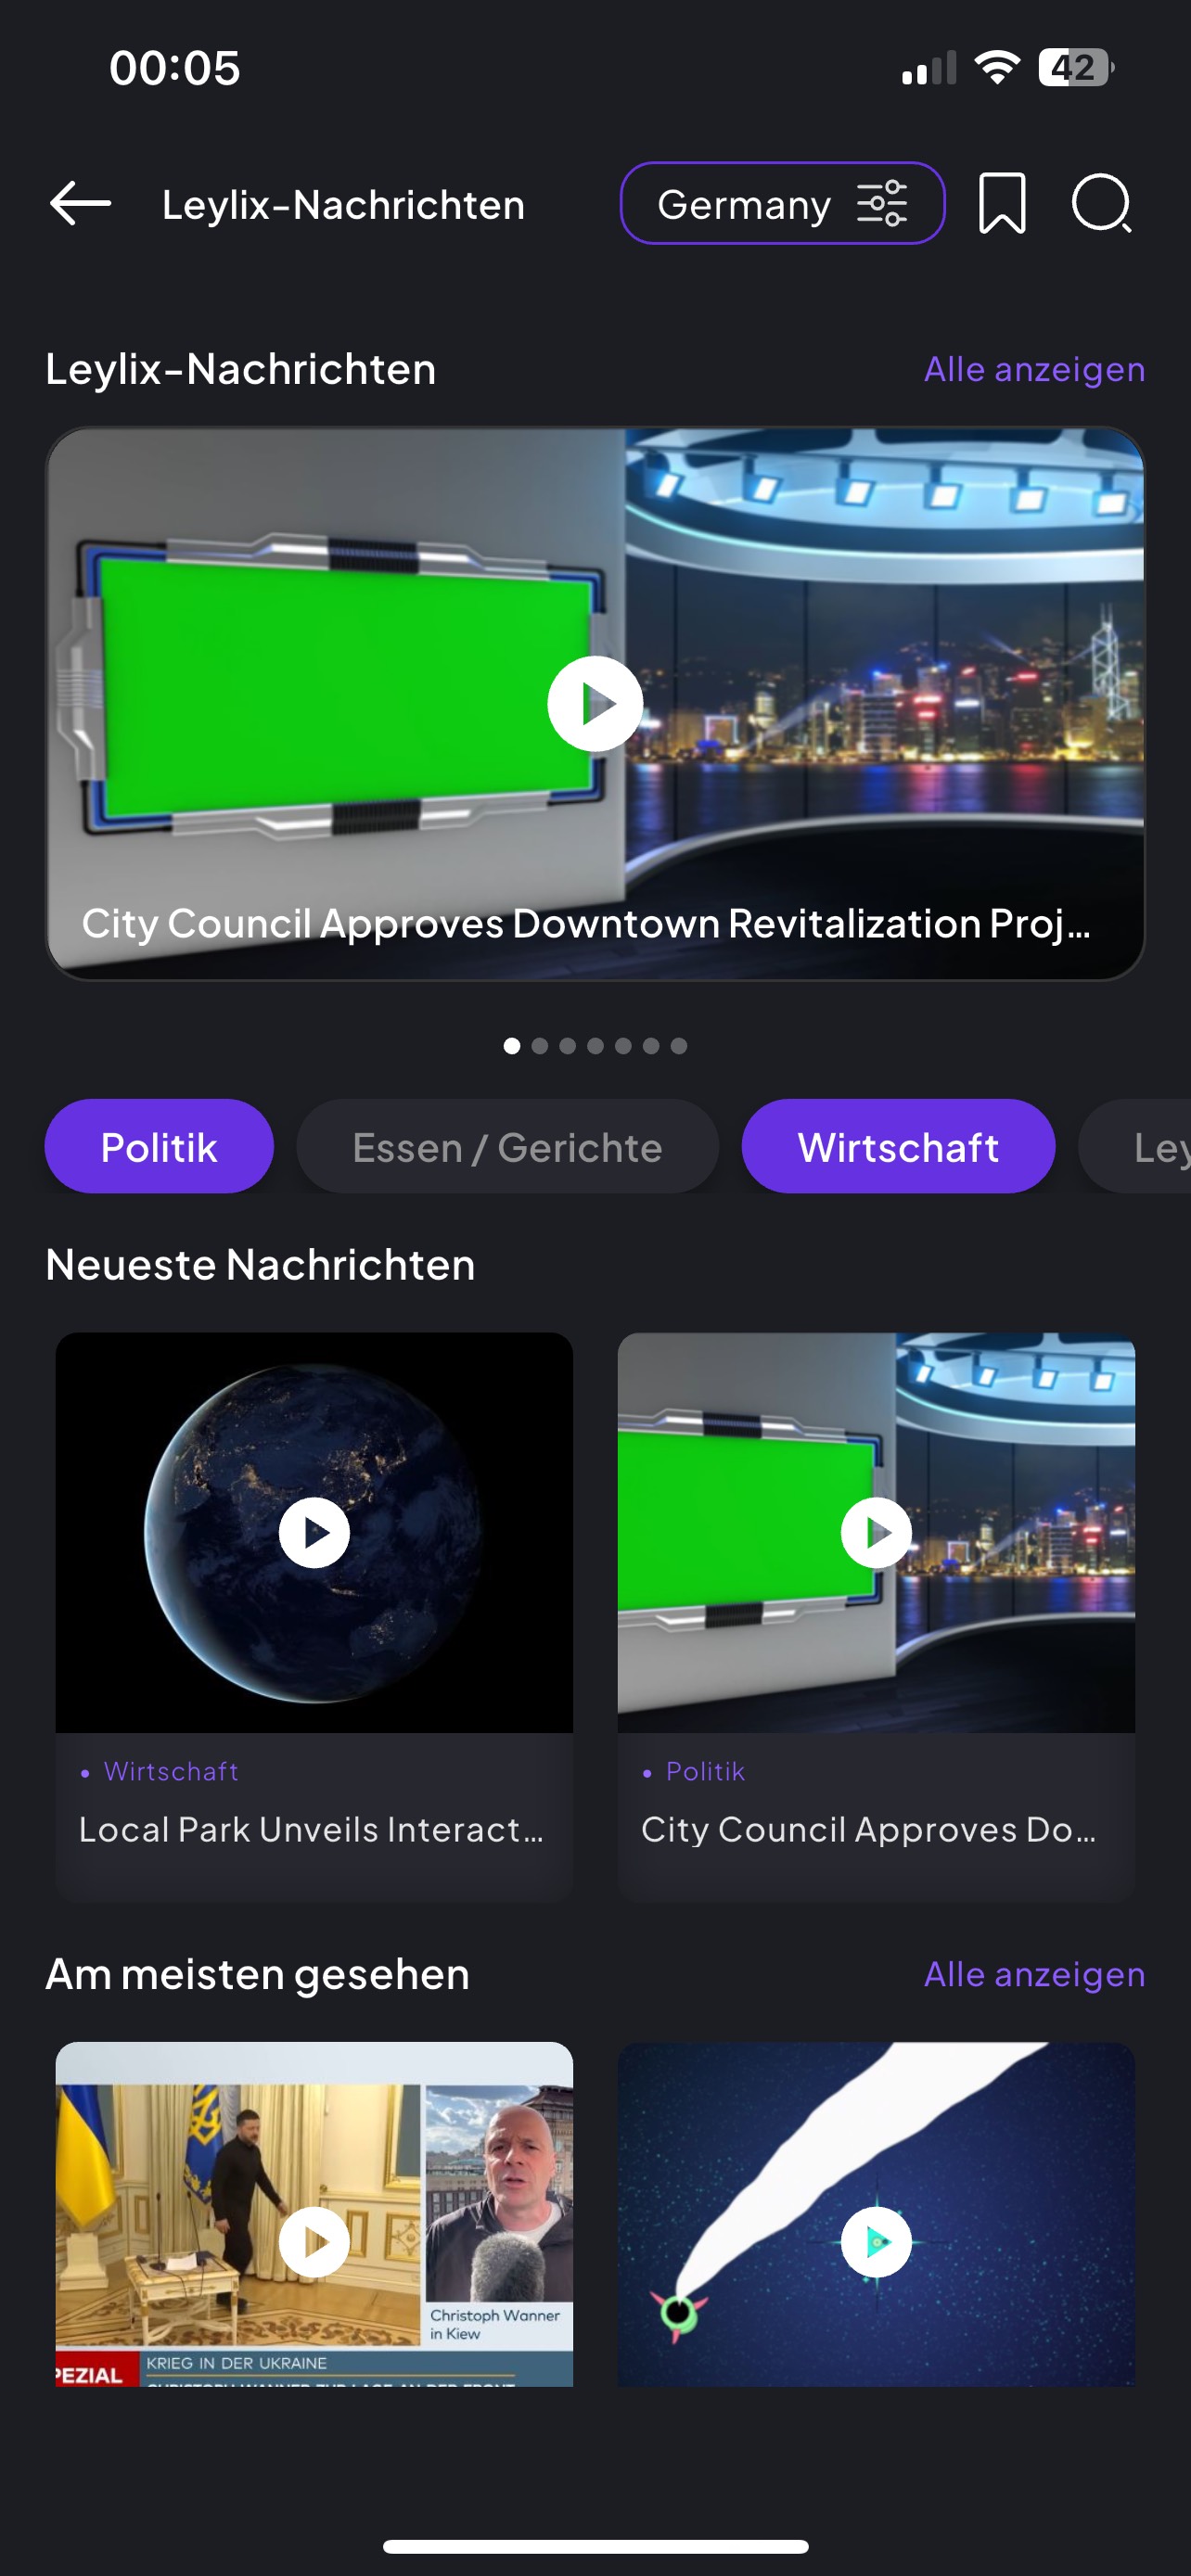 00:05
42
Leylix-Nachrichten
Germany
Leylix-Nachrichten
Alle anzeigen
City Council Approves Downtown Revitalization Proj...
Politik
Essen / Gerichte
Wirtschaft
Ley
Neueste Nachrichten
• Wirtschaft
Local Park Unveils Interact...
• Politik
City Council Approves Do...
Am meisten gesehen
Alle anzeigen
Christoph Wanner
in Kiew
PEZIAL
KRIEG IN DER UKRAINE